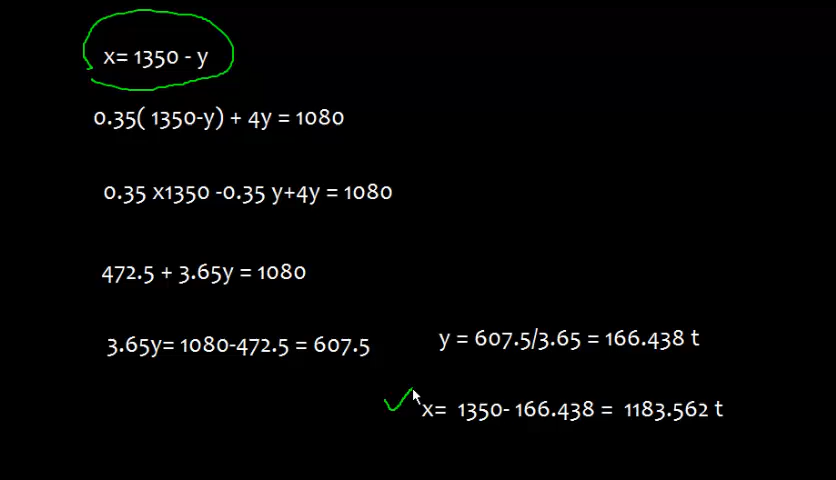 x= 1350 - y
0.35( 1350-y) + 4y = 1080
0.35 x1350 -0.35 y+4y = 1080
472.5 + 3.65y = 1080
3.65y= 1080-472.5 = 607.5
y = 607.5/3.65 = 166.438 t
x= 1350- 166.438 = 1183.562 t